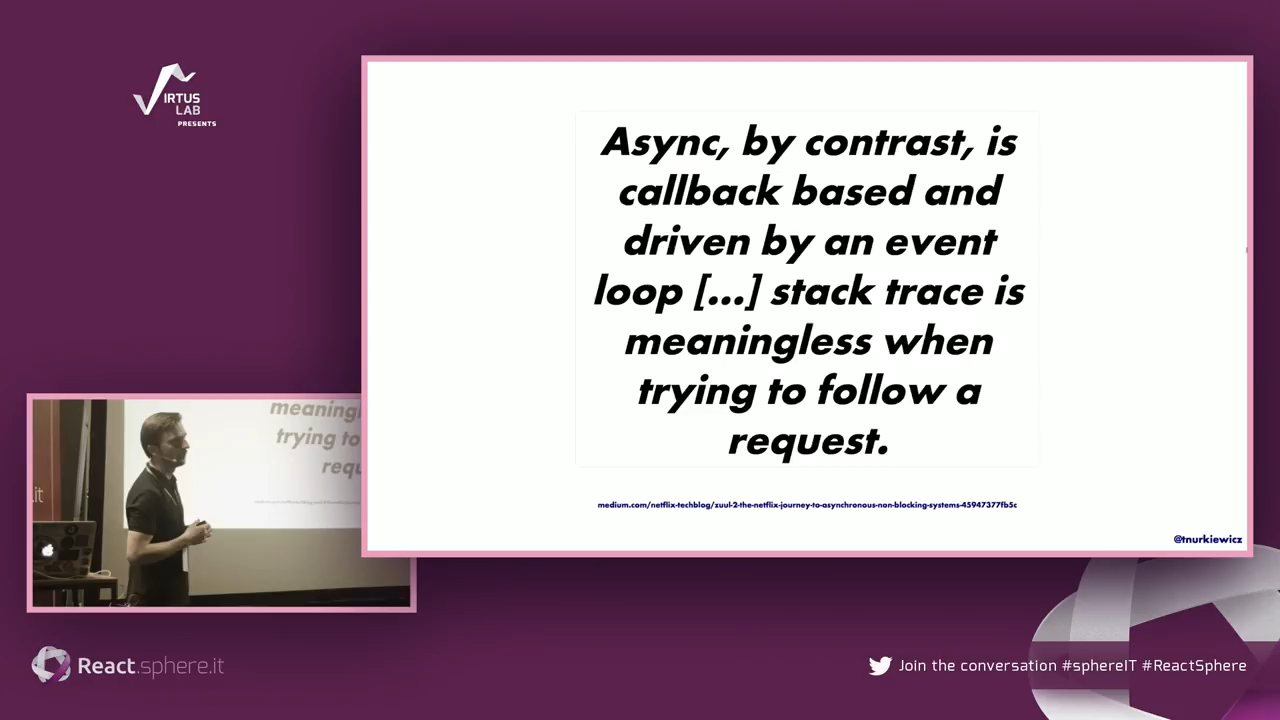 VIRTUS
LAB
PRESENTS
Async, by contrast, is
callback based and
driven by an event
loop [...] stack trace is
meaningless when
trying to follow a
request.
medium.com/netflix-techblog/zuul-2-the-netflix-journey-to-asynchronous-non-blocking-systems-45947377fb5c
@tnurkiewicz
meaningl
trying to
requ
.it
React.sphere.it
Join the conversation #sphereIT #ReactSphere